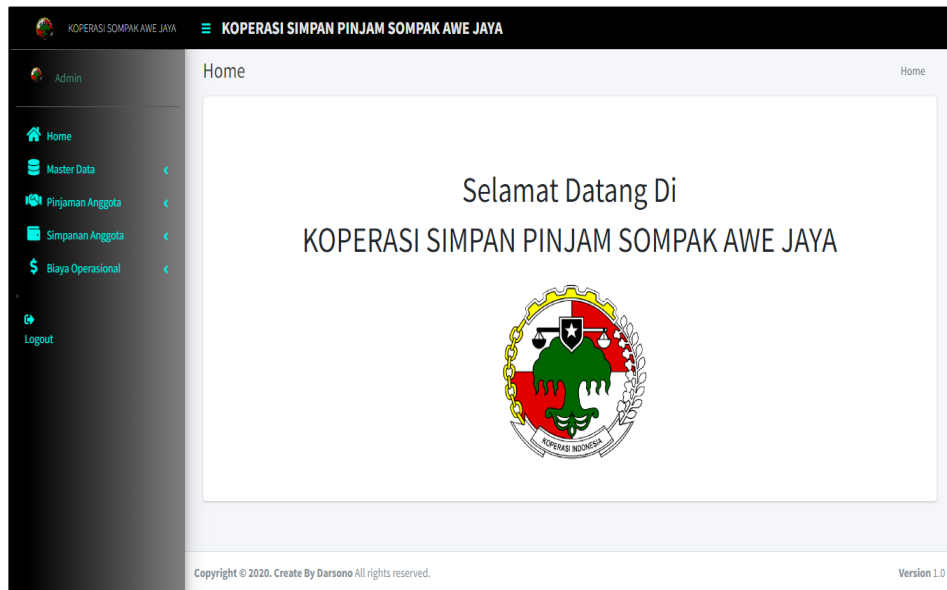 KOPERASI SOMPAK AWE JAYA
KOPERASI SIMPAN PINJAM SOMPAK AWE JAYA
Admin
Home
Master Data
Pinjaman Anggota
Simpanan Anggota
Biaya Operasional
Logout
Home
Home
Selamat Datang Di
KOPERASI SIMPAN PINJAM SOMPAK AWE JAYA
KOPERASI INDONESIA
Copyright © 2020. Create By Darsono All rights reserved.
Version 1.0